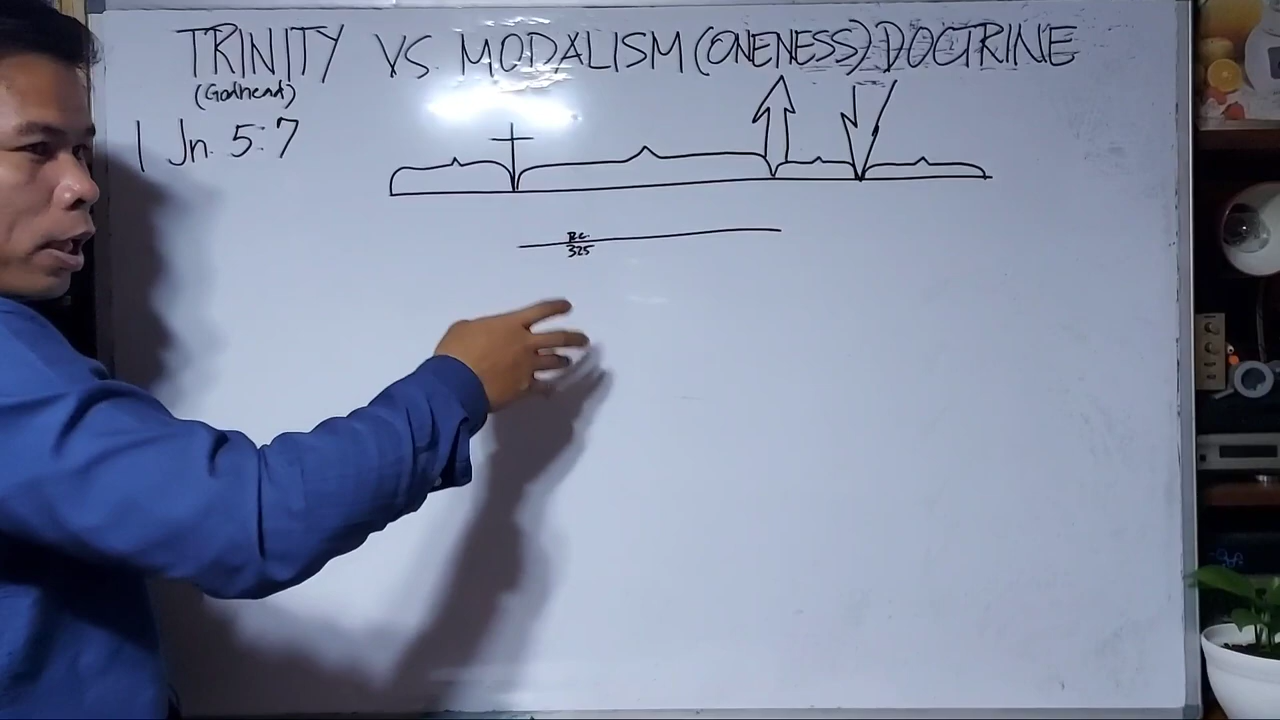 TRINITY VS. MODALISM (ONENESS) DOCTRINE
(Godhead)
1 Jn. 5:7
R.C.
325